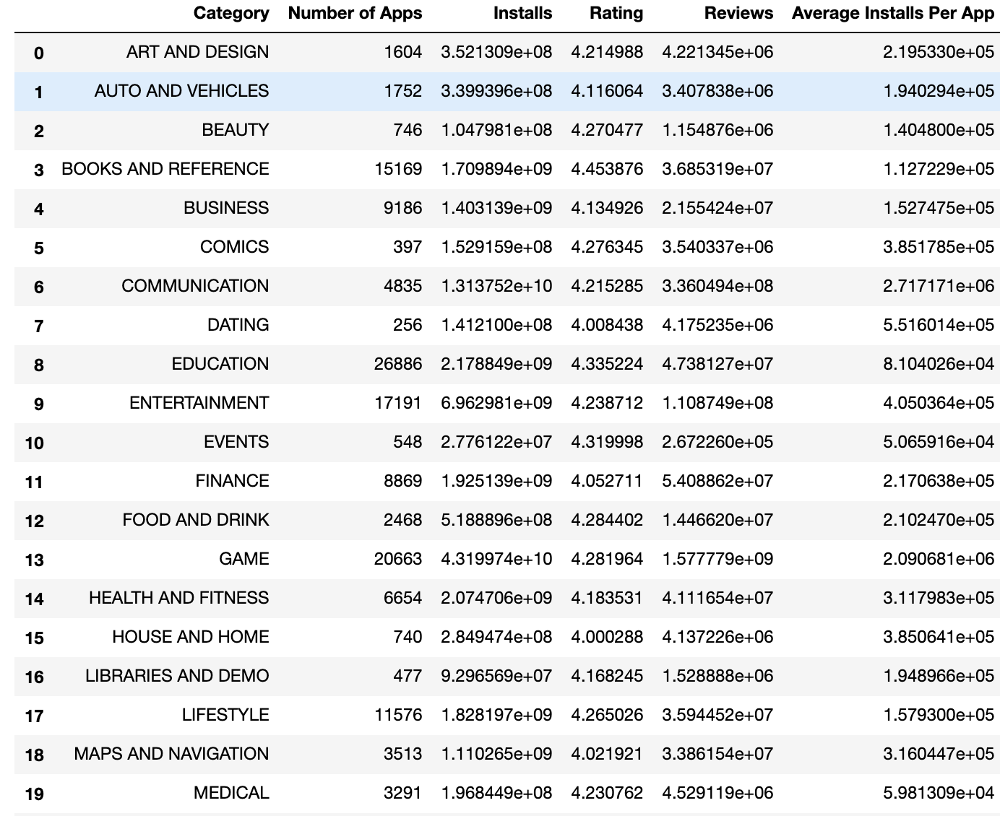 Category Number of Apps Installs Rating Reviews Average Installs Per App
0 ART AND DESIGN 1604 3.521309e+08 4.214988 4.221345e+06 2.195330e+05
1 AUTO AND VEHICLES 1752 3.399396e+08 4.116064 3.407838e+06 1.940294e+05
2 BEAUTY 746 1.047981e+08 4.270477 1.154876e+06 1.404800e+05
3 BOOKS AND REFERENCE 15169 1.709894e+09 4.453876 3.685319e+07 1.127229e+05
4 BUSINESS 9186 1.403139e+09 4.134926 2.155424e+07 1.527475e+05
5 COMICS 397 1.529159e+08 4.276345 3.540337e+06 3.851785e+05
6 COMMUNICATION 4835 1.313752e+10 4.215285 3.360494e+08 2.717171e+06
7 DATING 256 1.412100e+08 4.008438 4.175235e+06 5.516014e+05
8 EDUCATION 26886 2.178849e+09 4.335224 4.738127e+07 8.104026e+04
9 ENTERTAINMENT 17191 6.962981e+09 4.238712 1.108749e+08 4.050364e+05
10 EVENTS 548 2.776122e+07 4.319998 2.672260e+05 5.065916e+04
11 FINANCE 8869 1.925139e+09 4.052711 5.408862e+07 2.170638e+05
12 FOOD AND DRINK 2468 5.188896e+08 4.284402 1.446620e+07 2.102470e+05
13 GAME 20663 4.319974e+10 4.281964 1.577779e+09 2.090681e+06
14 HEALTH AND FITNESS 6654 2.074706e+09 4.183531 4.111654e+07 3.117983e+05
15 HOUSE AND HOME 740 2.849474e+08 4.000288 4.137226e+06 3.850641e+05
16 LIBRARIES AND DEMO 477 9.296569e+07 4.168245 1.528888e+06 1.948966e+05
17 LIFESTYLE 11576 1.828197e+09 4.265026 3.594452e+07 1.579300e+05
18 MAPS AND NAVIGATION 3513 1.110265e+09 4.021921 3.386154e+07 3.160447e+05
19 MEDICAL 3291 1.968449e+08 4.230762 4.529119e+06 5.981309e+04